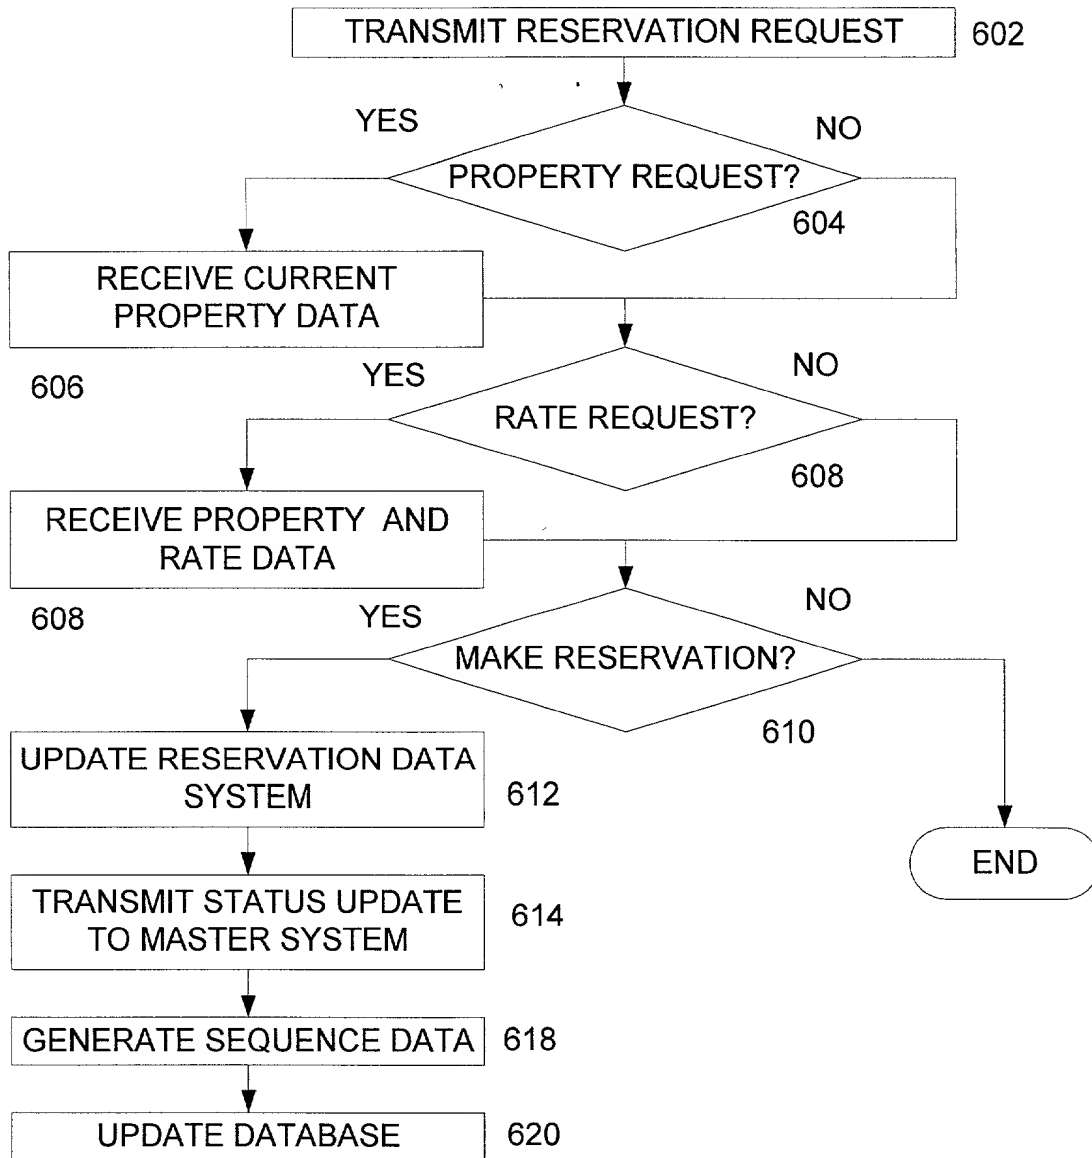 TRANSMIT RESERVATION REQUEST 602
YES
NO
PROPERTY REQUEST?
604
RECEIVE CURRENT
PROPERTY DATA
606
YES
NO
RATE REQUEST?
608
RECEIVE PROPERTY AND
RATE DATA
608
YES
NO
MAKE RESERVATION?
610
UPDATE RESERVATION DATA
SYSTEM
612
END
TRANSMIT STATUS UPDATE
TO MASTER SYSTEM
614
GENERATE SEQUENCE DATA 618
UPDATE DATABASE 620